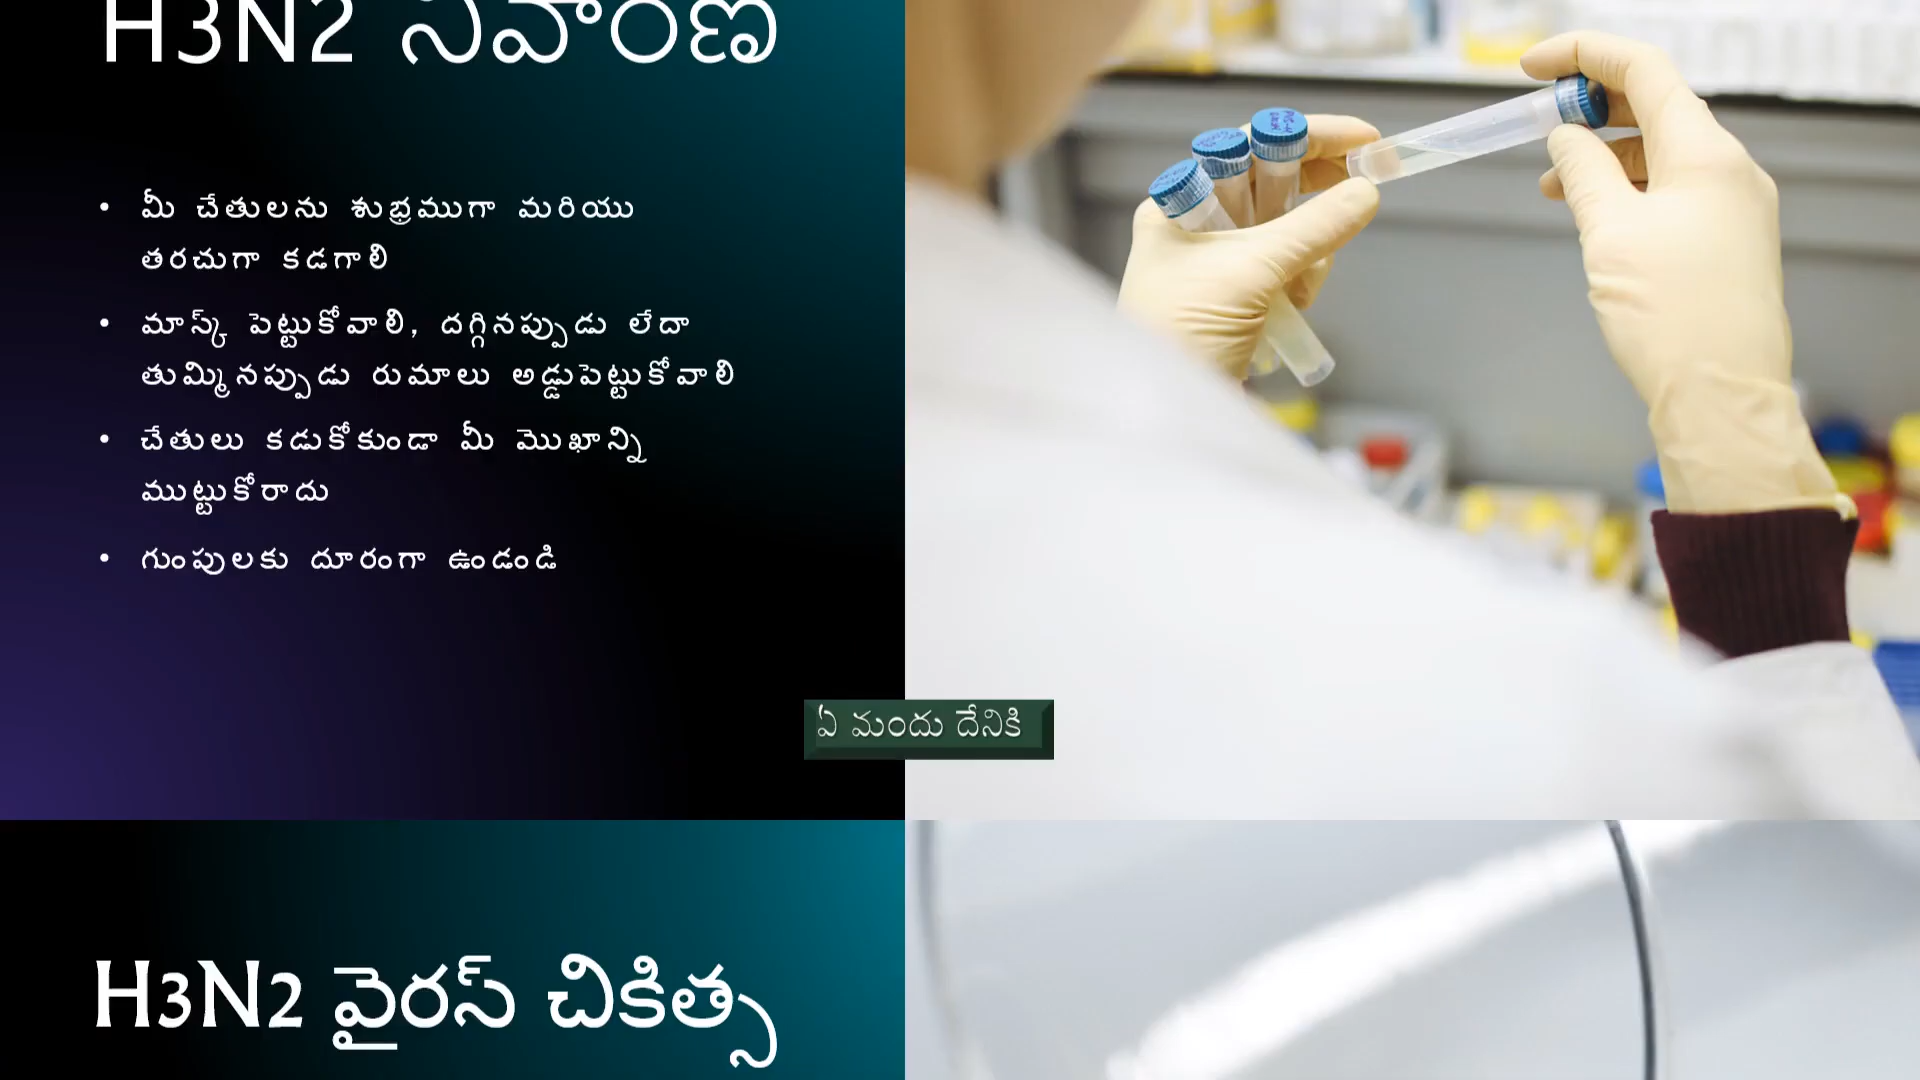 H3N2 నివారణ
మీ చేతులను శుభ్రముగా మరియు
తరచుగా కడగాలి
మాస్క్ పెట్టుకోవాలి, దగ్గినప్పుడు లేదా
తుమ్మినప్పుడు రుమాలు అడ్డుపెట్టుకోవాలి
చేతులు కడుకోకుండా మీ మొఖాన్ని
ముట్టుకోరాదు
గుంపులకు దూరంగా ఉండండి
ఏ మందు దేనికి
H3N2 వైరస్ చికిత్స